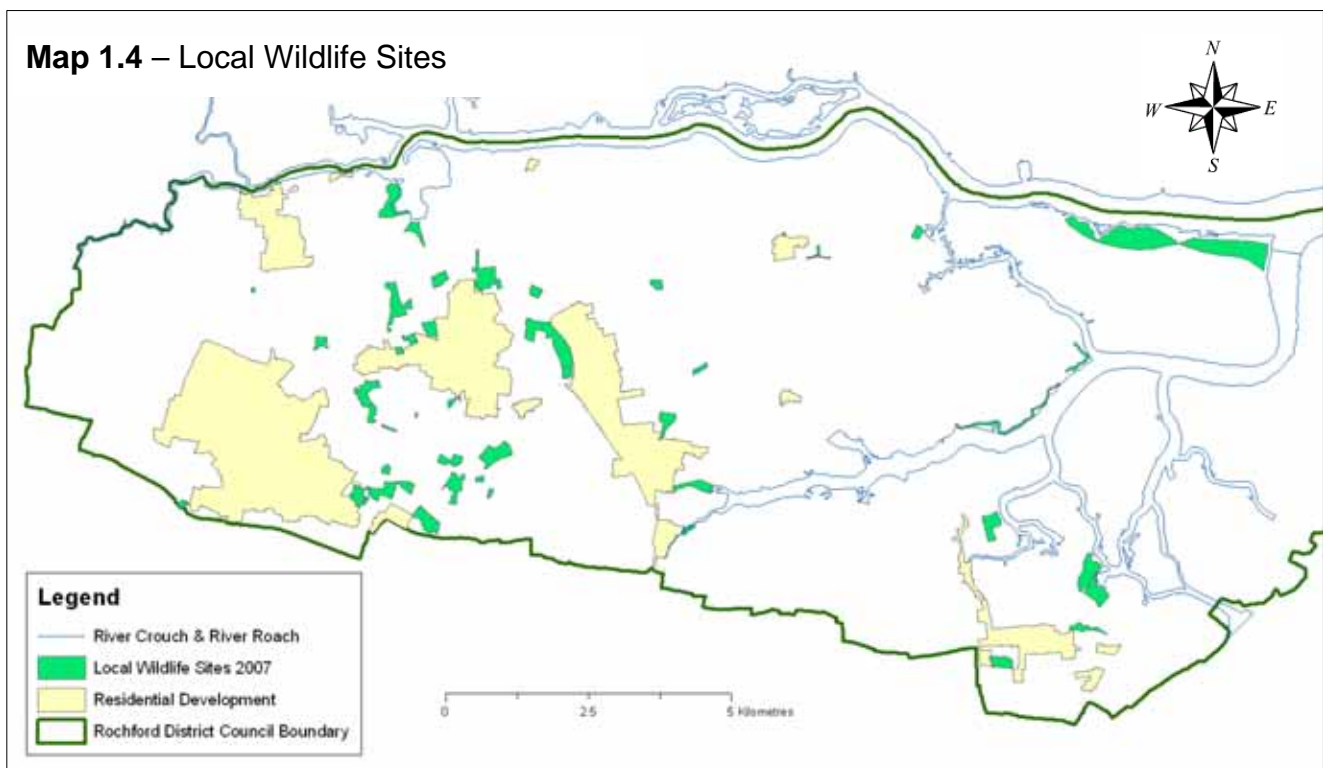 Map 1.4 – Local Wildlife Sites
N
W E
S
Legend
River Crouch & River Roach
Local Wildlife Sites 2007
Residential Development
Rochford District Council Boundary
0 2.5 5 Kilometres